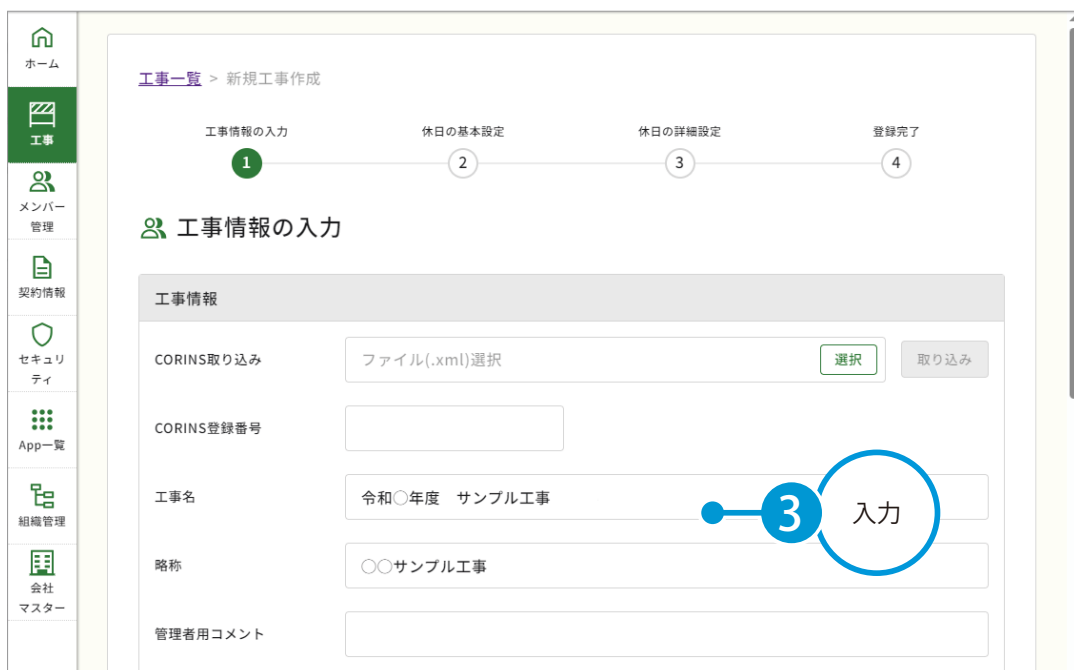 ホーム
工事
メンバー
管理
契約情報
セキュリ
ティ
App一覧
組織管理
会社
マスター
工事一覧 > 新規工事作成
工事情報の入力
休日の基本設定
休日の詳細設定
登録完了
1
2
3
4
工事情報の入力
工事情報
CORINS取り込み
ファイル(.xml)選択
選択
取り込み
CORINS登録番号
工事名
令和○年度　サンプル工事
3
入力
略称
○○サンプル工事
管理者用コメント